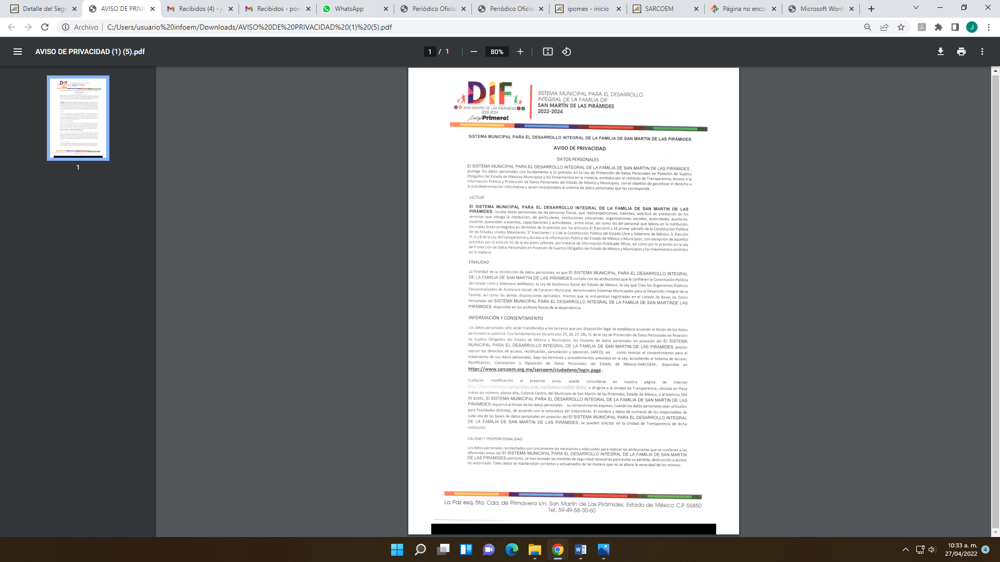 Detalle del Segu
AVISO DE PRIVA
Recibidos (4) - j
Recibidos - pon
WhatsApp
Periódico Oficia
Periódico Oficia
ipomex - inicio
SARCOEM
Página no encon
Microsoft Word
Archivo
C:/Users/usuario%20infoem/Downloads/AVISO%20DE%20PRIVACIDAD%20(1)%20(5).pdf
J
AVISO DE PRIVACIDAD (1) (5).pdf
1 / 1
80%
1
DIF
SAN MARTÍN DE LAS PIRÁMIDES
2022-2024
¡Contigo Primero!
SISTEMA MUNICIPAL PARA EL DESARROLLO
INTEGRAL DE LA FAMILIA DIF
SAN MARTÍN DE LAS PIRÁMIDES
2022-2024
SISTEMA MUNICIPAL PARA EL DESARROLLO INTEGRAL DE LA FAMILIA DE SAN MARTIN DE LAS PIRÁMIDES
AVISO DE PRIVACIDAD
DATOS PERSONALES
El SISTEMA MUNICIPAL PARA EL DESARROLLO INTEGRAL DE LA FAMILIA DE SAN MARTIN DE LAS PIRÁMIDES ,
protege los datos personales con fundamento a lo previsto en la Ley de Protección de Datos Personales en Posesión de Sujetos
Obligados del Estado de Méxicoy Municipios y los lineamientos en la materia, emitidos por el Instituto de Transparencia, Acceso a la
Información Pública y Protección de Datos Personales del Estado de México y Municipios, con el objetivo de garantizar el derecho a
la autodeterminación informativa y serán incorporados al sistema de datos personales que les corresponda.
LICITUD
El SISTEMA MUNICIPAL PARA EL DESARROLLO INTEGRAL DE LA FAMILIA DE SAN MARTIN DE LAS
PIRÁMIDES, recaba datos personales de las personas físicas, que realicenpeticiones, trámites, solicitud de prestación de los
servicios que otorga la Institución, de particulares, instituciones educativas, organizaciones sociales, autoridades auxiliares,
usuarios queasisten a eventos, capacitaciones y actividades , entre otras, así como los del personal que labora en la institución,
los cuales están protegidos en términos de lo previsto por los artículos 6° fracciónII y 16 primer párrafo de la Constitución Política
de los Estados Unidos Mexicanos; 5° fracciones I y II de la Constitución Política del Estado Libre y Soberano de México; 3, fracción
IX, 6 y 8 de la Ley deTransparencia y Acceso a la Información Pública del Estado de México y Municipios, con excepción de aquellos
previstos por el artículo 92 de la ley antes referida, por tratarse de Información Públicade Oficio, así como por lo previsto en la Ley
de Protección de Datos Personales en Posesión de Sujetos Obligados del Estado de México y Municipios y los lineamientos emitidos
en la materia.
FINALIDAD
La finalidad de la recolección de datos personales, es que El SISTEMA MUNICIPAL PARA EL DESARROLLO INTEGRAL
DE LA FAMILIA DE SAN MARTIN DE LAS PIRÁMIDES cumpla con las atribuciones que le confieren la Constitución Política
del Estado Libre y Soberano deMéxico, la Ley de Asistencia Social del Estado de México, la Ley que Crea los Organismos Públicos
Descentralizados de Asistencia Social, de Carácter Municipal, denominados Sistemas Municipales para el Desarrollo Integral de la
Familia, así como las demás disposiciones aplicables, mismos que se encuentran registradas en el Listado de Bases de Datos
Personales del SISTEMA MUNICIPAL PARA EL DESARROLLO INTEGRAL DE LA FAMILIA DE SAN MARTINDE LAS
PIRÁMIDES, disponible en los archivos físicos de la dependencia.
INFORMACIÓN Y CONSENTIMIENTO
Los datos personales sólo serán transferidos a los terceros que por disposición legal se establezca ocuando el titular de los datos
personales lo autorice. Con fundamento en los artículos 25, 26, 27, 28y 31 de la Ley de Protección de Datos Personales en Posesión
de Sujetos Obligados del Estado de México y Municipios, los titulares de datos personales en posesión del El SISTEMA
MUNICIPAL PARA EL DESARROLLO INTEGRAL DE LA FAMILIA DE SAN MARTIN DE LAS PIRÁMIDES, podrán
ejercer los derechos de acceso, rectificación, cancelación y oposición, (ARCO), así como revocar el consentimiento para el
tratamiento de sus datos personales, bajo los términos y procedimientos previstos en la Ley, accediendo al Sistema de Acceso,
Rectificación, Cancelación y Oposición de Datos Personales del Estado de México–SARCOEM-, disponible en
https://www.sarcoem.org.mx/sarcoem/ciudadano/login.page .
Cualquier modificación al presente aviso, puede consultarse en nuestra página de internet
http://sanmartindelaspiramides.gob.mx/Gobierno2022-2024/ o dirigirse a la Unidad de Transparencia, ubicada en Plaza
Juárez sin número, planta alta, Colonia Centro, del Municipio de San Martín de las Pirámides, Estado de México, o al teléfono 594
95 82091; El SISTEMA MUNICIPAL PARA EL DESARROLLO INTEGRAL DE LA FAMILIA DE SAN MARTIN DE LAS
PIRÁMIDES requerirá al titular de los datos personales su consentimiento expreso, cuando los datos personales sean utilizados
para finalidades distintas, de acuerdo con la naturaleza del tratamiento. El nombre y datos de contacto de los responsables de
cada una de las bases de datos personales en posesión del El SISTEMA MUNICIPAL PARA EL DESARROLLO INTEGRAL
DE LA FAMILIA DE SAN MARTIN DE LAS PIRÁMIDES, se pueden solicitar en la Unidad de Transparencia de dicha
Institución.
CALIDAD Y PROPORCIONALIDAD
Los datos personales recolectados son únicamente los necesarios y adecuados para realizar las atribuciones que se confieren a las
diferentes áreas del El SISTEMA MUNICIPAL PARA EL DESARROLLO INTEGRAL DE LA FAMILIA DE SAN MARTIN
DE LAS PIRÁMIDES,asimismo, se han tomado las medidas de seguridad necesarias para evitar su pérdida, destrucción o acceso
no autorizado. Tales datos se mantendrán correctos y actualizados de tal manera que no se altere la veracidad de los mismos.
La Paz esq. 5ta. Cda. de Primavera s/n, San Martín de Las Pirámides, Estado de México C.P 55850
Tel: 59-49-58-30-60
10:33 a. m.
27/04/2022
4